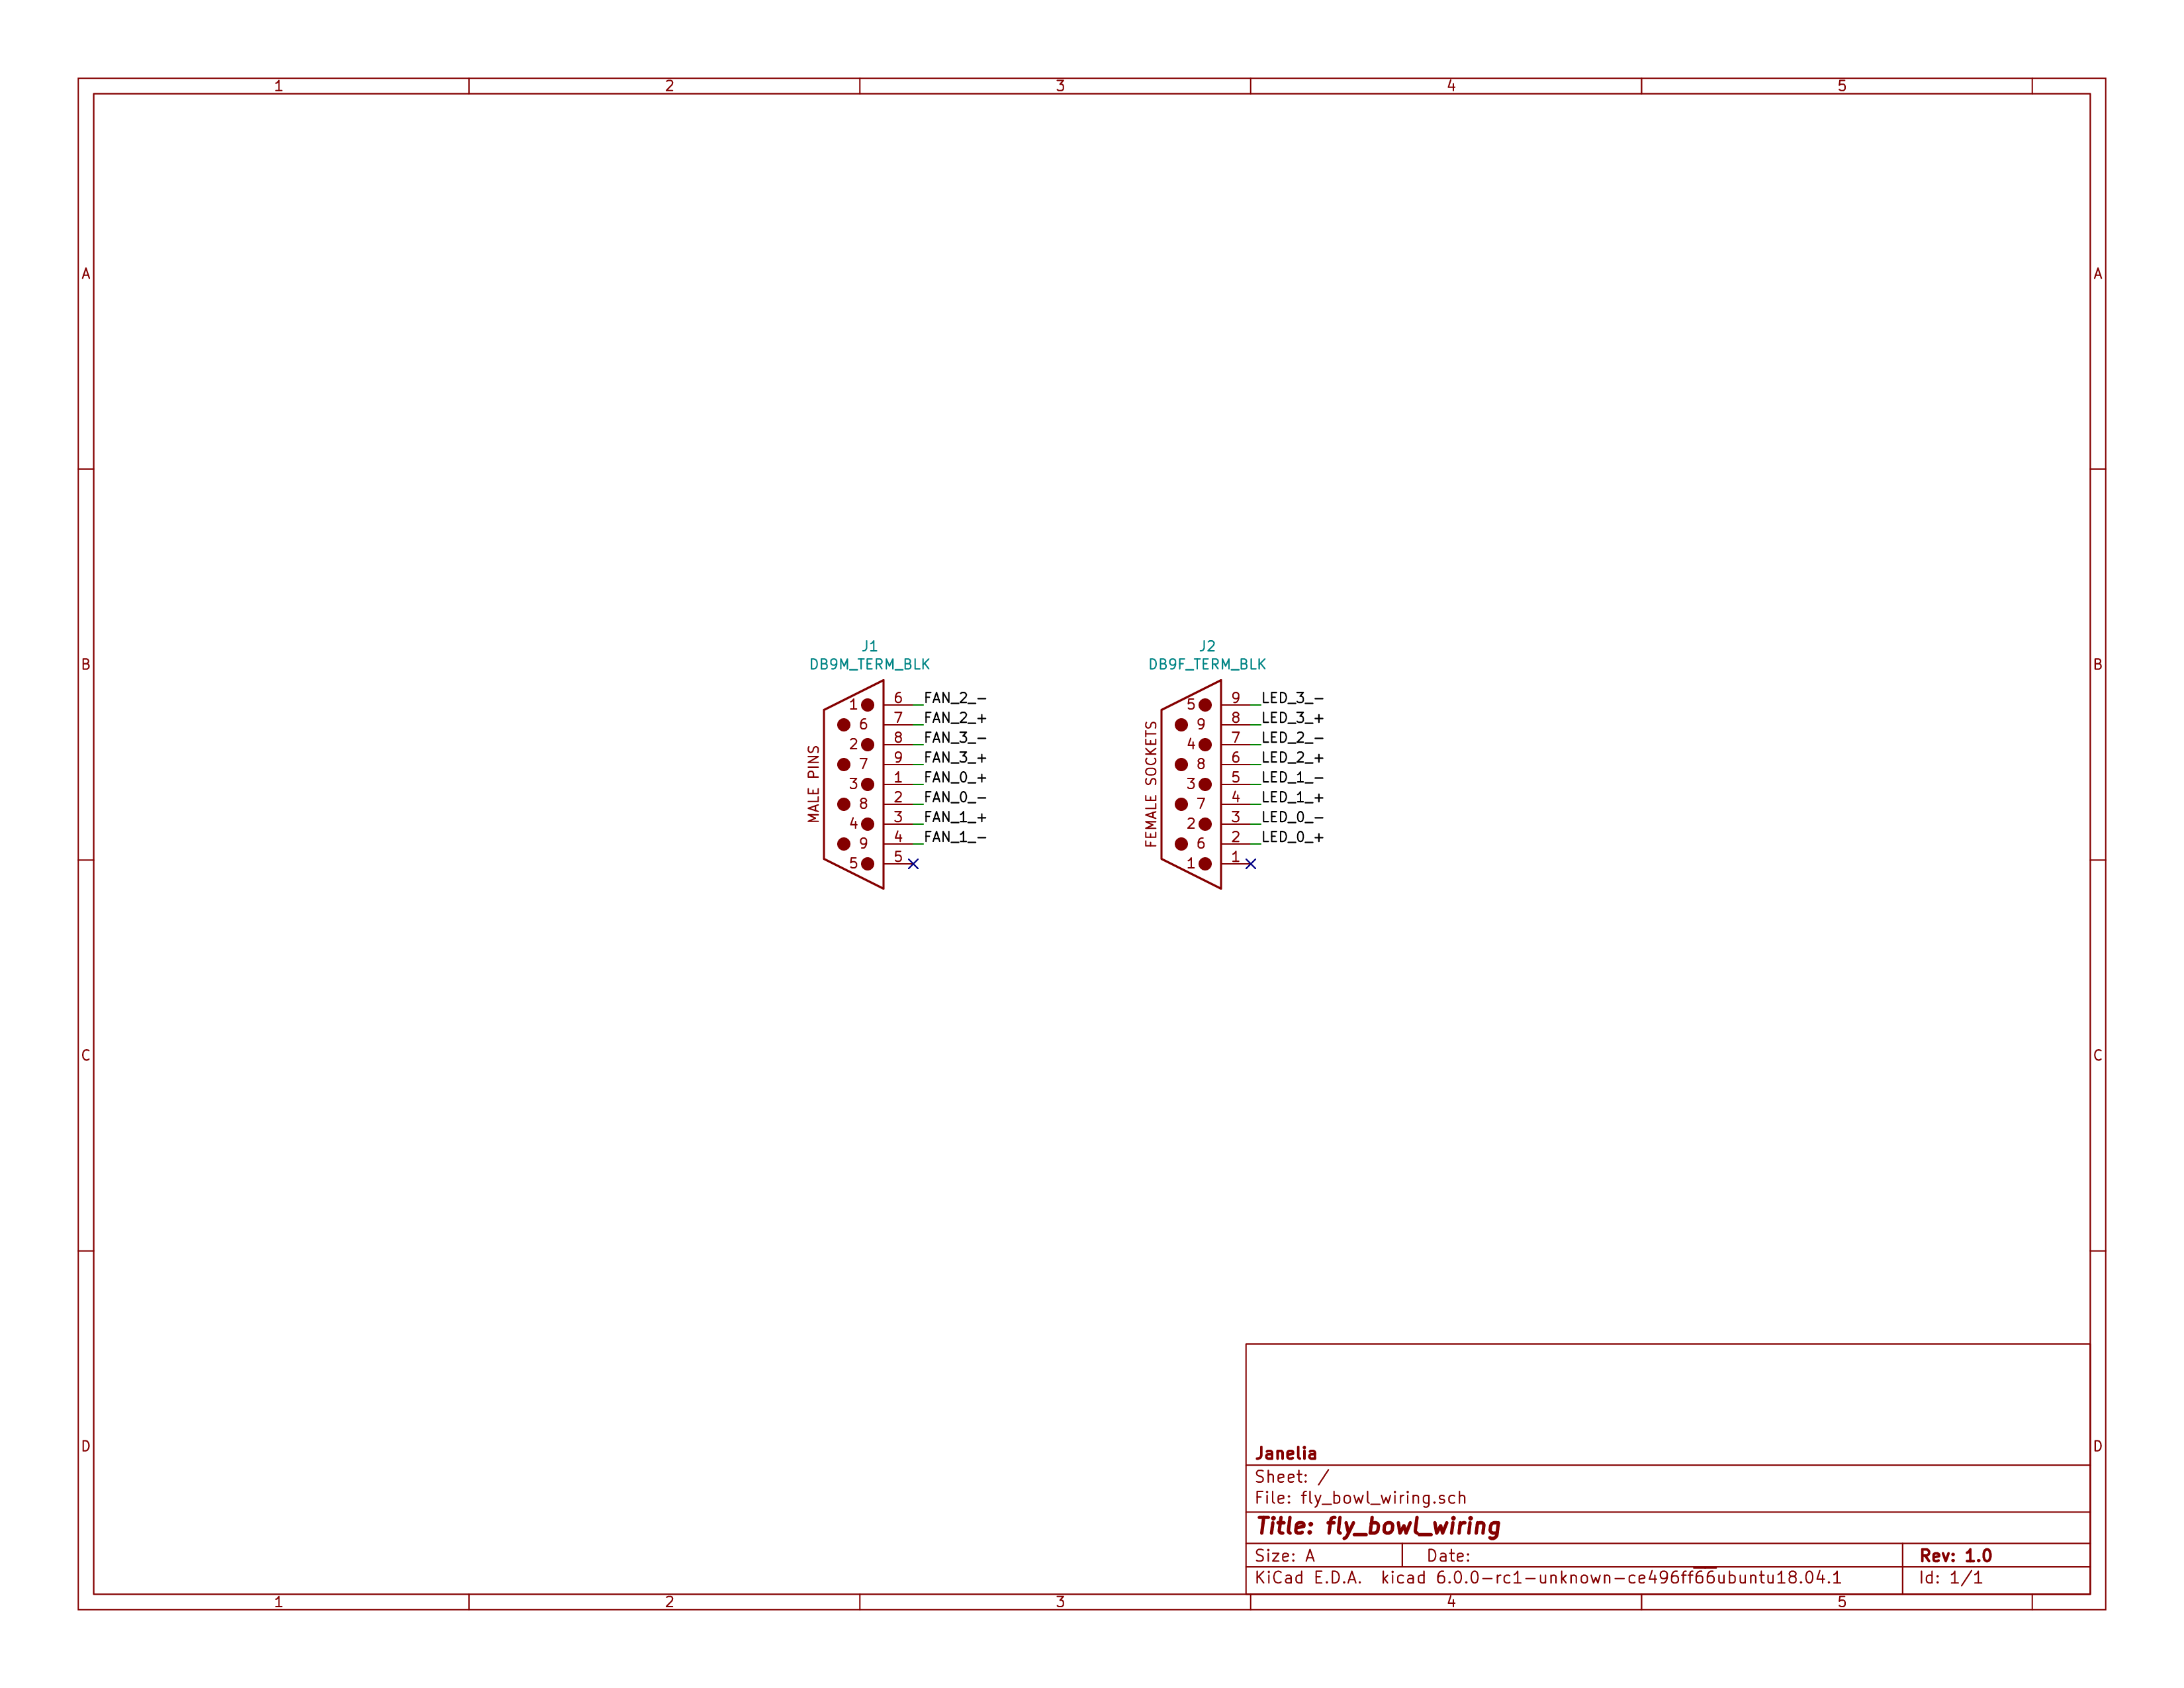 1 2 3 4 5
A A
J1 J2
DB9M_TERM_BLK DB9F_TERM_BLK
B B
MALE PINS
1 6 FAN_2_-
6 7 FAN_2_+
2 8 FAN_3_-
7 9 FAN_3_+
3 1 FAN_0_+
8 2 FAN_0_-
4 3 FAN_1_+
9 4 FAN_1_-
5 5
FEMALE SOCKETS
5 9 LED_3_-
9 8 LED_3_+
4 7 LED_2_-
8 6 LED_2_+
3 5 LED_1_-
7 4 LED_1_+
2 3 LED_0_-
6 2 LED_0_+
1 1
C C
D D
Janelia
Sheet: /
File: fly_bowl_wiring.sch
Title: fly_bowl_wiring
Size: A Date: Rev: 1.0
KiCad E.D.A. kicad 6.0.0-rc1-unknown-ce496ff66ubuntu18.04.1 Id: 1/1
1 2 3 4 5